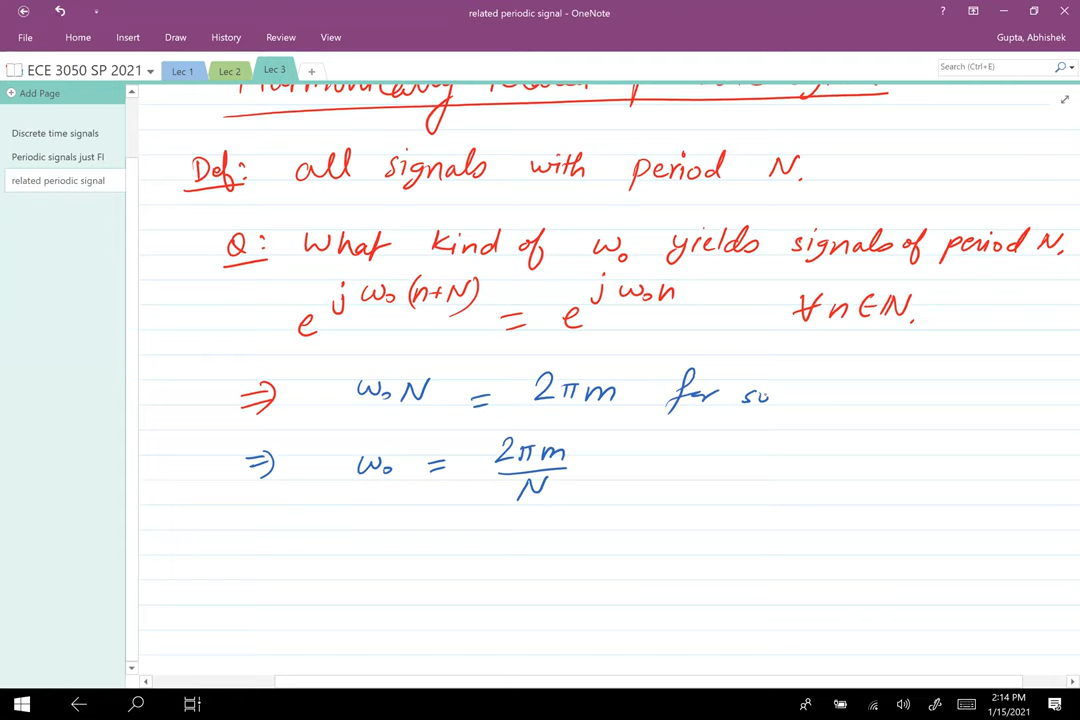 related periodic signal - OneNote
File Home Insert Draw History Review View Gupta, Abhishek
ECE 3050 SP 2021 Lec 1 Lec 2 Lec 3 Search (Ctrl+E)
Add Page
Discrete time signals
Periodic signals just FI
related periodic signal
Def: all signals with period N.
Q: What kind of ω₀ yields signals of period N.
e^{jω₀(n+N)} = e^{jω₀n} ∀ n ∈ ℕ.
⇒ ω₀N = 2πm for so
⇒ ω₀ = 2πm/N
2:14 PM
1/15/2021